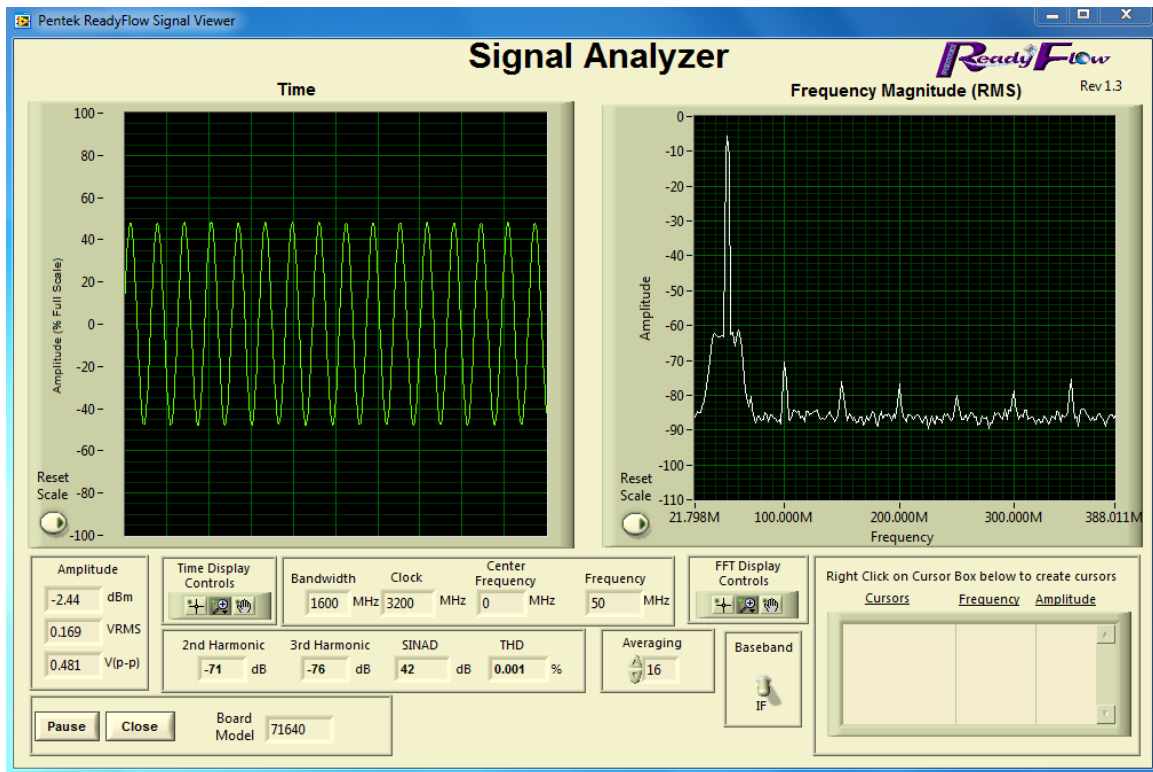 Pentek ReadyFlow Signal Viewer
Signal Analyzer
ReadyFlow
Rev 1.3
Time
Frequency Magnitude (RMS)
100
80
60
40
20
0
-20
-40
-60
-80
-100
Amplitude (% Full Scale)
Reset
Scale
0
-10
-20
-30
-40
-50
-60
-70
-80
-90
-100
-110
Amplitude
Reset
Scale
21.798M 100.000M 200.000M 300.000M 388.011M
Frequency
Amplitude
-2.44 dBm
0.169 VRMS
0.481 V(p-p)
Time Display
Controls
Bandwidth
1600 MHz
Clock
3200 MHz
Center
Frequency
0 MHz
Frequency
50 MHz
FFT Display
Controls
2nd Harmonic
-71 dB
3rd Harmonic
-76 dB
SINAD
42 dB
THD
0.001 %
Averaging
16
Baseband
IF
Right Click on Cursor Box below to create cursors
Cursors Frequency Amplitude
Pause Close
Board
Model
71640